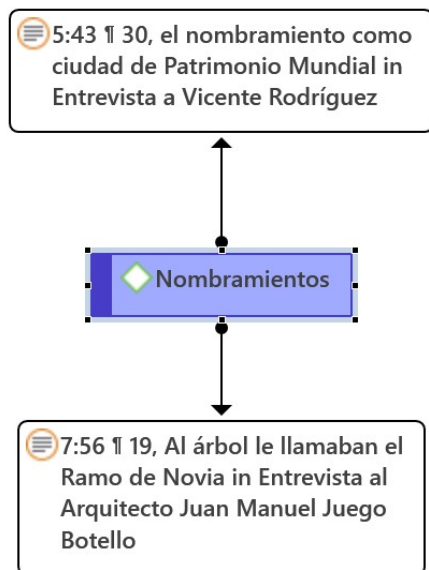 5:43 ¶ 30, el nombramiento como
ciudad de Patrimonio Mundial in
Entrevista a Vicente Rodríguez
Nombramientos
7:56 ¶ 19, Al árbol le llamaban el
Ramo de Novia in Entrevista al
Arquitecto Juan Manuel Juego
Botello